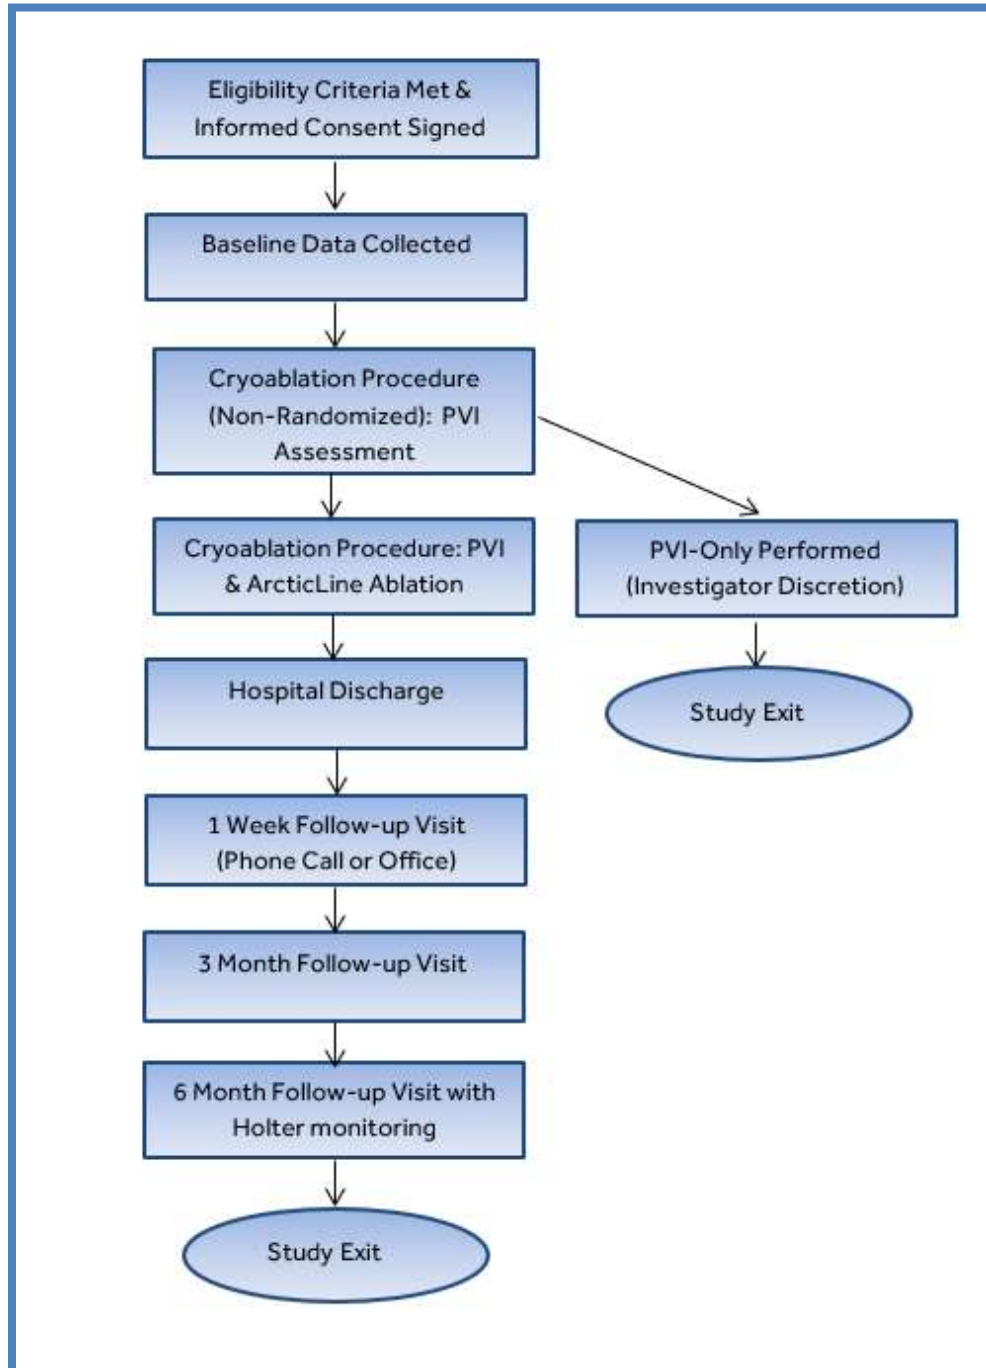 Eligibility Criteria Met &
Informed Consent Signed
Baseline Data Collected
Cryoablation Procedure
(Non-Randomized): PVI
Assessment
Cryoablation Procedure: PVI
& ArcticLine Ablation
PVI-Only Performed
(Investigator Discretion)
Hospital Discharge
Study Exit
1 Week Follow-up Visit
(Phone Call or Office)
3 Month Follow-up Visit
6 Month Follow-up Visit with
Holter monitoring
Study Exit